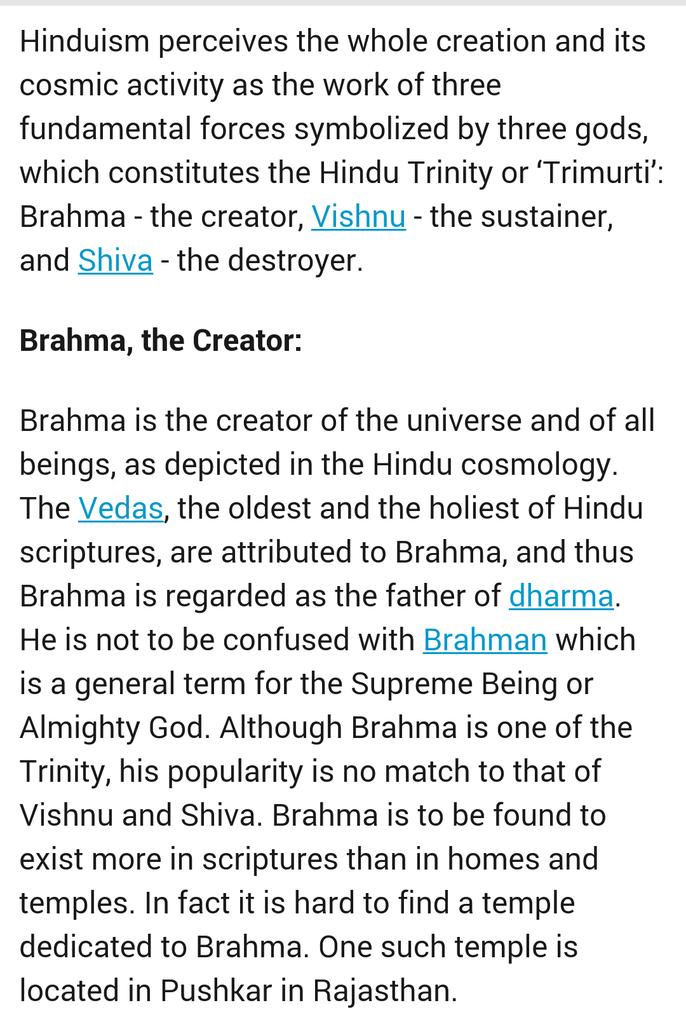 Hinduism perceives the whole creation and its
cosmic activity as the work of three
fundamental forces symbolized by three gods,
which constitutes the Hindu Trinity or ‘Trimurti’:
Brahma - the creator, Vishnu - the sustainer,
and Shiva - the destroyer.
Brahma, the Creator:
Brahma is the creator of the universe and of all
beings, as depicted in the Hindu cosmology.
The Vedas, the oldest and the holiest of Hindu
scriptures, are attributed to Brahma, and thus
Brahma is regarded as the father of dharma.
He is not to be confused with Brahman which
is a general term for the Supreme Being or
Almighty God. Although Brahma is one of the
Trinity, his popularity is no match to that of
Vishnu and Shiva. Brahma is to be found to
exist more in scriptures than in homes and
temples. In fact it is hard to find a temple
dedicated to Brahma. One such temple is
located in Pushkar in Rajasthan.